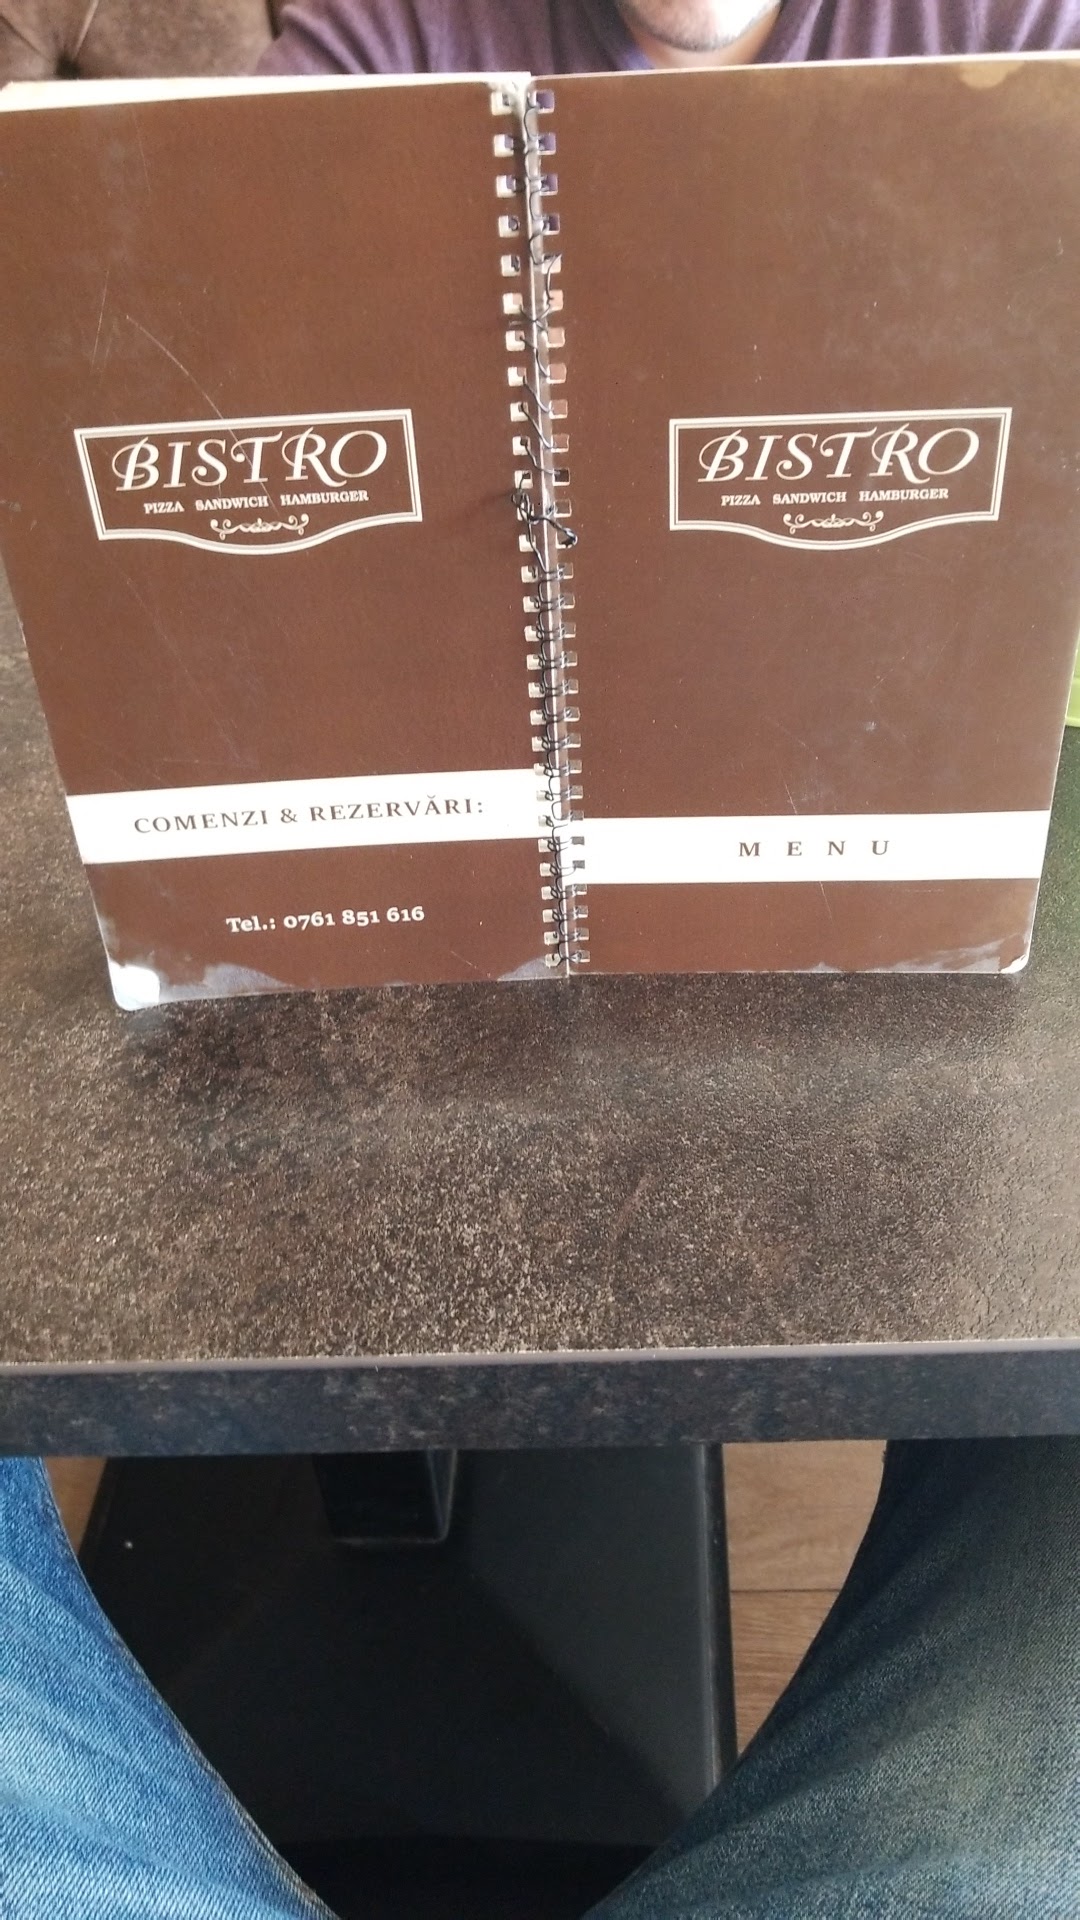 BISTRO
PIZZA SANDWICH HAMBURGER
COMENZI & REZERVĂRI:
Tel.: 0761 851 616
BISTRO
PIZZA SANDWICH HAMBURGER
MENU